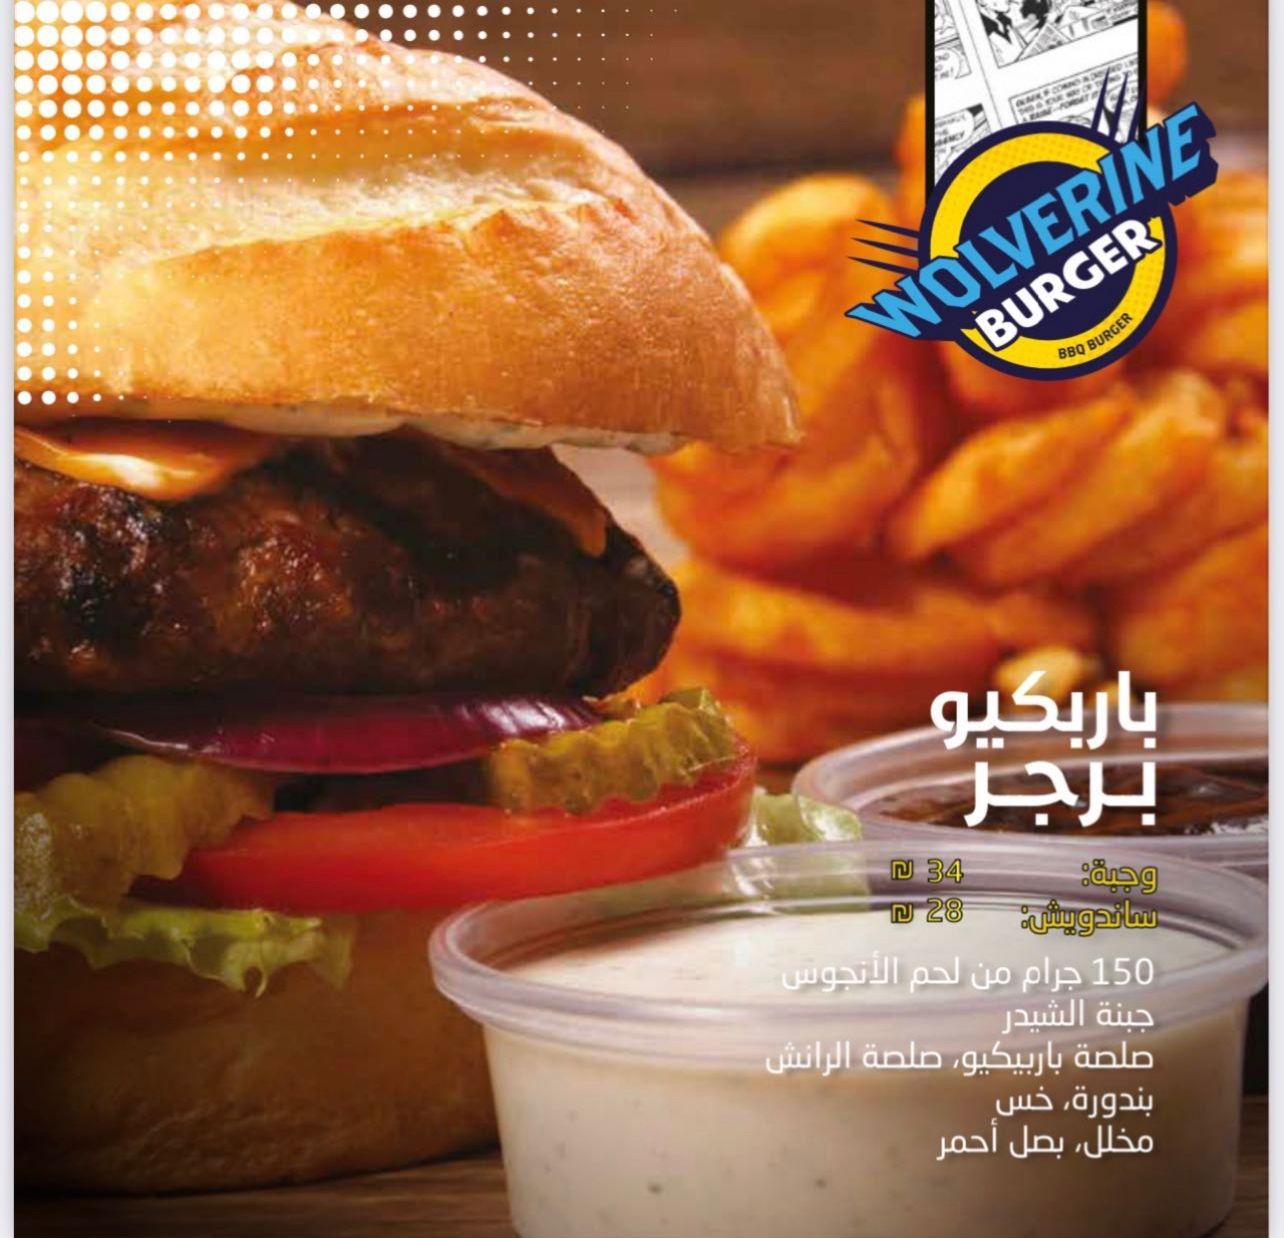 WOLVERINE
BURGER
BBQ BURGER
باربكيو
برجر
وجبة: 34 ₪
ساندويش: 28 ₪
150 جرام من لحم الأنجوس
جبنة الشيدر
صلصة باربيكيو، صلصة الرانش
بندورة، خس
مخلل، بصل أحمر